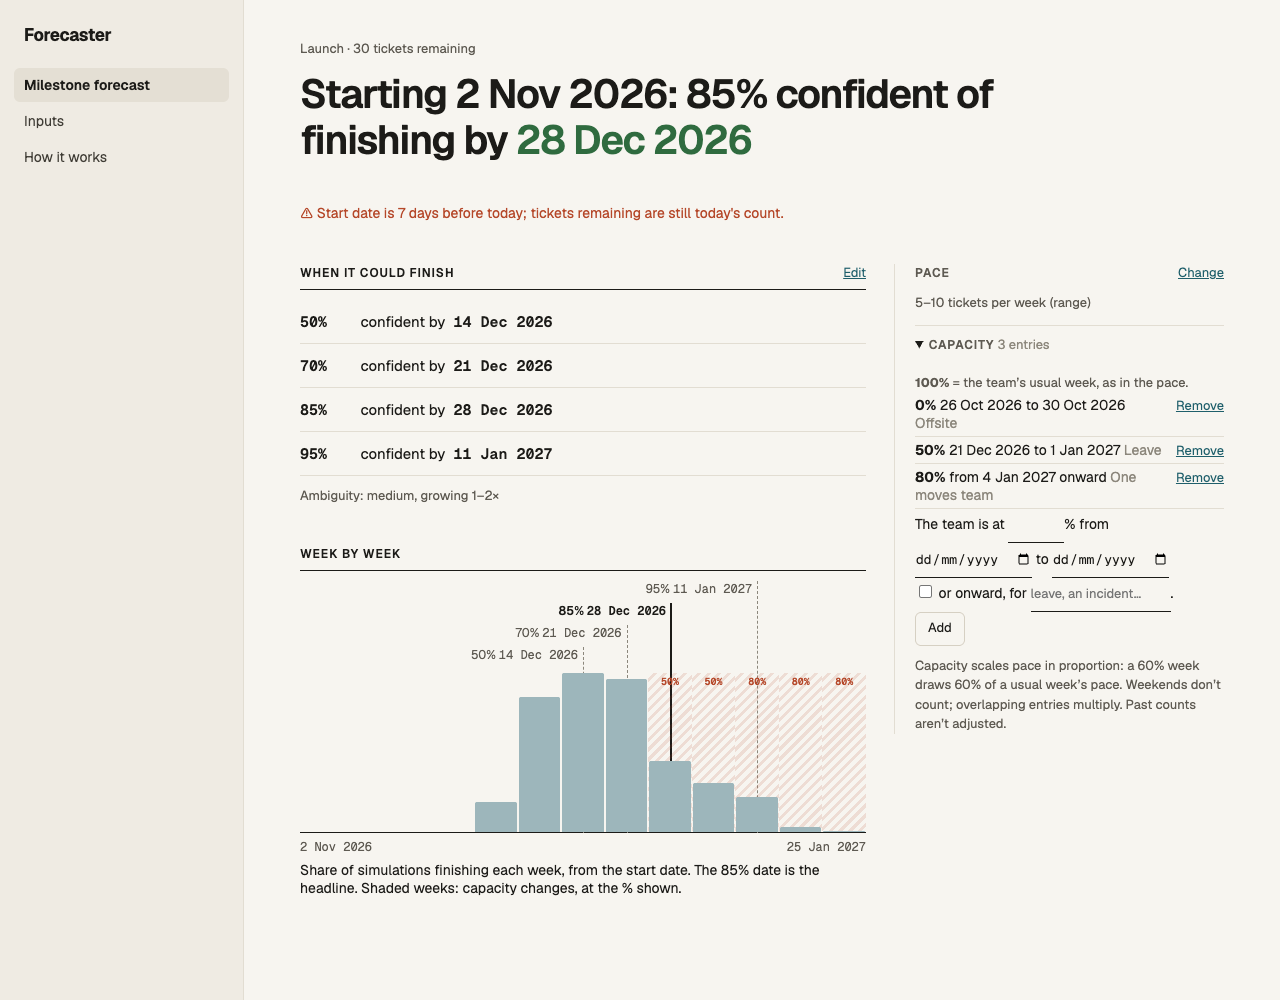 Forecaster
Milestone forecast
Inputs
How it works
Launch · 30 tickets remaining
Starting 2 Nov 2026: 85% confident of
finishing by 28 Dec 2026
⚠ Start date is 7 days before today; tickets remaining are still today's count.
WHEN IT COULD FINISH Edit
50% confident by 14 Dec 2026
70% confident by 21 Dec 2026
85% confident by 28 Dec 2026
95% confident by 11 Jan 2027
Ambiguity: medium, growing 1–2×
WEEK BY WEEK
95% 11 Jan 2027
85% 28 Dec 2026
70% 21 Dec 2026
50% 14 Dec 2026
50% 50% 80% 80% 80%
2 Nov 2026 25 Jan 2027
Share of simulations finishing each week, from the start date. The 85% date is the
headline. Shaded weeks: capacity changes, at the % shown.
PACE Change
5–10 tickets per week (range)
▼ CAPACITY 3 entries
100% = the team's usual week, as in the pace.
0% 26 Oct 2026 to 30 Oct 2026 Remove
Offsite
50% 21 Dec 2026 to 1 Jan 2027 Leave Remove
80% from 4 Jan 2027 onward One Remove
moves team
The team is at % from
dd/mm/yyyy to dd/mm/yyyy
or onward, for leave, an incident... .
Add
Capacity scales pace in proportion: a 60% week
draws 60% of a usual week's pace. Weekends don't
count; overlapping entries multiply. Past counts
aren't adjusted.